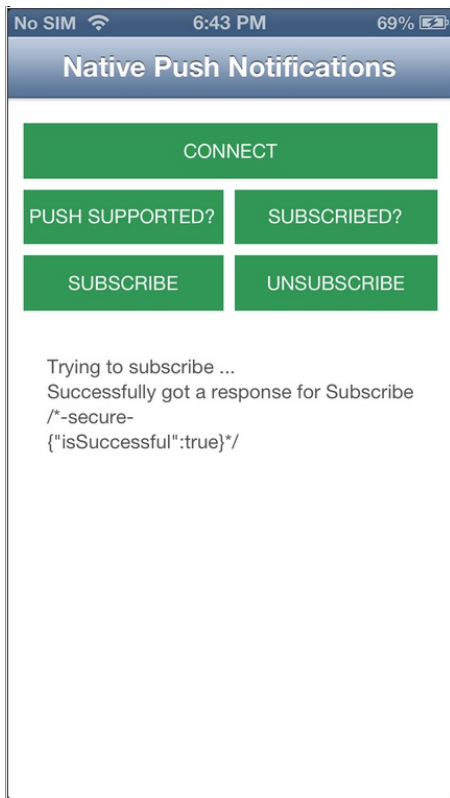 No SIM 6:43 PM 69%
Native Push Notifications
CONNECT
PUSH SUPPORTED? SUBSCRIBED?
SUBSCRIBE UNSUBSCRIBE
Trying to subscribe ...
Successfully got a response for Subscribe
/*-secure-
{"isSuccessful":true}*/